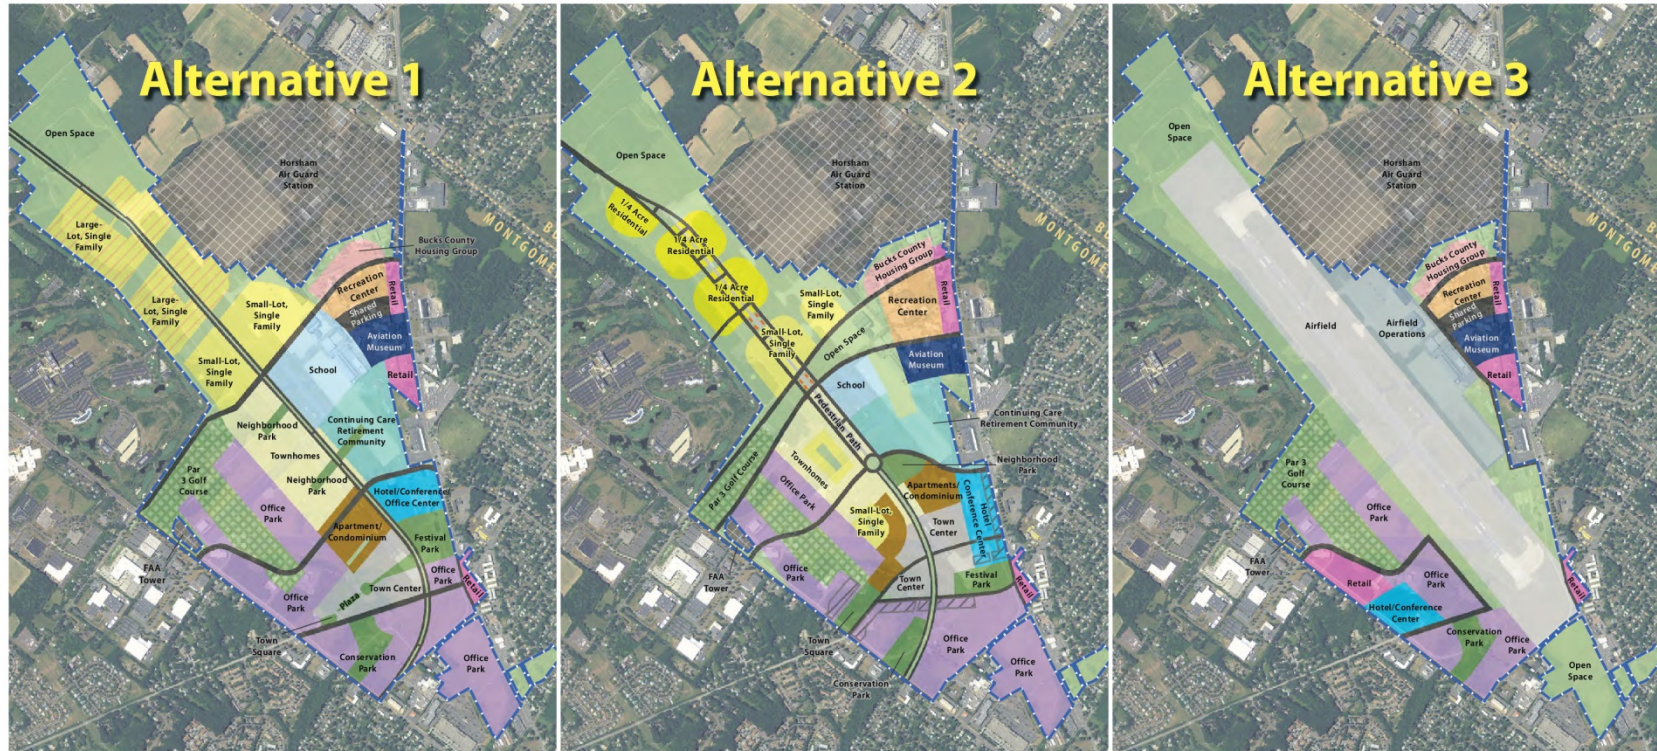 Alternative 1
Open Space
Horsham
Air Guard
Station
Large-
Lot, Single
Family
Bucks County
Housing Group
MONTGOME
Recreation
Center
Retail
Shared
Parking
Large-
Lot, Single
Family
Small-Lot,
Single
Family
Aviation
Museum
Small-Lot,
Single
Family
School
Retail
Neighborhood
Park
Continuing Care
Retirement
Community
Townhomes
Par
3 Golf
Course
Neighborhood
Park
Hotel/Conference/
Office Center
Office
Park
Apartment/
Condominium
Festival
Park
FAA
Tower
Office
Park
Retail
Office
Park
Plaza
Town Center
Town
Square
Conservation
Park
Office
Park
Alternative 2
Open Space
Horsham
Air Guard
Station
1/4 Acre
Residential
1/4 Acre
Residential
Bucks County
Housing Group
MONTGOME
1/4 Acre
Residential
Small-Lot,
Single
Family
Recreation
Center
Retail
Small-Lot,
Single
Family
Open Space
Aviation
Museum
School
Pedestrian Path
Continuing Care
Retirement Community
Townhomes
Neighborhood
Park
Par 3 Golf Course
Office Park
Apartments/
Condominium
Hotel
Conference Center
Small-Lot,
Single
Family
Town
Center
FAA
Tower
Office
Park
Town
Center
Festival
Park
Retail
Town
Square
Office
Park
Office
Park
Conservation
Park
Alternative 3
Open
Space
Horsham
Air Guard
Station
Bucks County
Housing Group
MONTGOME
Recreation
Center
Retail
Shared
Parking
Airfield
Airfield
Operations
Aviation
Museum
Retail
Par 3
Golf
Course
Office
Park
FAA
Tower
Retail
Office
Park
Retail
Hotel/Conference
Center
Conservation
Park
Office
Park
Open
Space